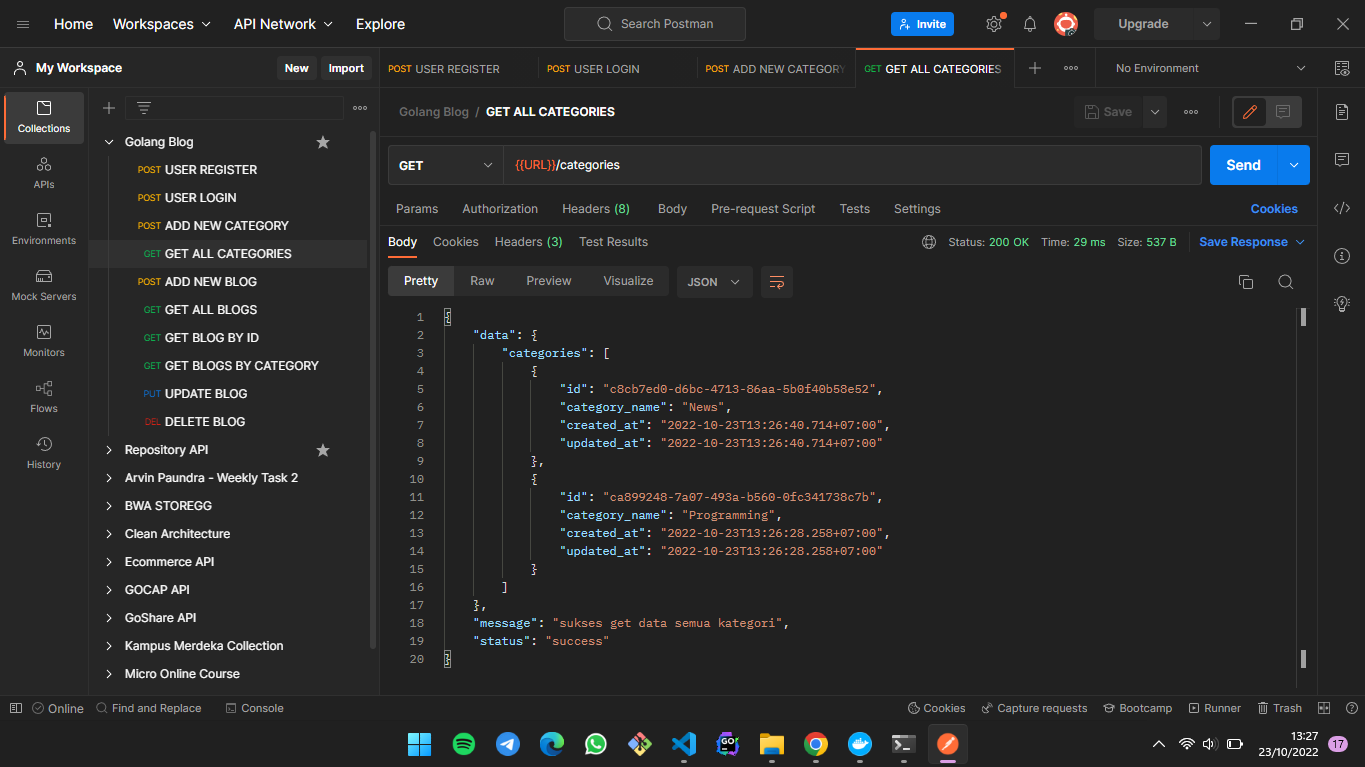 Home Workspaces API Network Explore Search Postman Invite Upgrade
My Workspace New Import
POST USER REGISTER POST USER LOGIN POST ADD NEW CATEGORY GET GET ALL CATEGORIES No Environment
Collections
APIs
Environments
Mock Servers
Monitors
Flows
History
Golang Blog
POST USER REGISTER
POST USER LOGIN
POST ADD NEW CATEGORY
GET GET ALL CATEGORIES
POST ADD NEW BLOG
GET GET ALL BLOGS
GET GET BLOG BY ID
GET GET BLOGS BY CATEGORY
PUT UPDATE BLOG
DEL DELETE BLOG
Repository API
Arvin Paundra - Weekly Task 2
BWA STOREGG
Clean Architecture
Ecommerce API
GOCAP API
GoShare API
Kampus Merdeka Collection
Micro Online Course
Golang Blog / GET ALL CATEGORIES Save
GET {{URL}}/categories Send
Params Authorization Headers (8) Body Pre-request Script Tests Settings Cookies
Body Cookies Headers (3) Test Results Status: 200 OK Time: 29 ms Size: 537 B Save Response
Pretty Raw Preview Visualize JSON
1 {
2 "data": {
3 "categories": [
4 {
5 "id": "c8cb7ed0-d6bc-4713-86aa-5b0f40b58e52",
6 "category_name": "News",
7 "created_at": "2022-10-23T13:26:40.714+07:00",
8 "updated_at": "2022-10-23T13:26:40.714+07:00"
9 },
10 {
11 "id": "ca899248-7a07-493a-b560-0fc341738c7b",
12 "category_name": "Programming",
13 "created_at": "2022-10-23T13:26:28.258+07:00",
14 "updated_at": "2022-10-23T13:26:28.258+07:00"
15 }
16 ]
17 },
18 "message": "sukses get data semua kategori",
19 "status": "success"
20 }
Online Find and Replace Console Cookies Capture requests Bootcamp Runner Trash
GO
13:27
23/10/2022 17